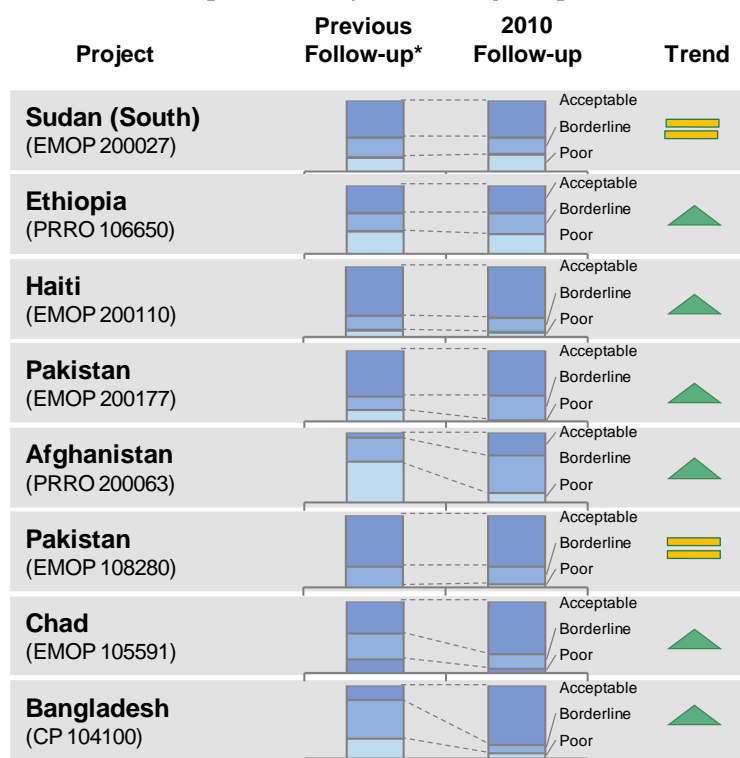 Project
Previous Follow-up*
2010 Follow-up
Trend
Sudan (South)
(EMOP 200027)
Acceptable
Borderline
Poor
Ethiopia
(PRRO 106650)
Acceptable
Borderline
Poor
Haiti
(EMOP 200110)
Acceptable
Borderline
Poor
Pakistan
(EMOP 200177)
Acceptable
Borderline
Poor
Afghanistan
(PRRO 200063)
Acceptable
Borderline
Poor
Pakistan
(EMOP 108280)
Acceptable
Borderline
Poor
Chad
(EMOP 105591)
Acceptable
Borderline
Poor
Bangladesh
(CP 104100)
Acceptable
Borderline
Poor